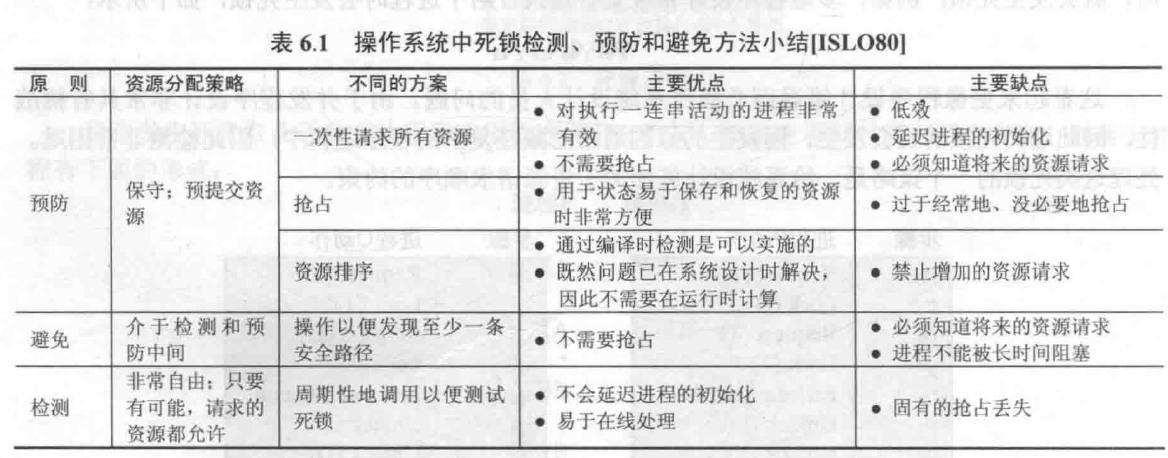 表 6.1 操作系统中死锁检测、预防和避免方法小结[ISLO80]
原 则 资源分配策略 不同的方案 主要优点 主要缺点
预防
保守；预提交资
源
一次性请求所有资源
● 对执行一连串活动的进程非常
有效
● 不需要抢占
● 低效
● 延迟进程的初始化
● 必须知道将来的资源请求
抢占
● 用于状态易于保存和恢复的资源
时非常方便
● 过于经常地、没必要地抢占
资源排序
● 通过编译时检测是可以实施的
● 既然问题已在系统设计时解决，
因此不需要在运行时计算
● 禁止增加的资源请求
避免
介于检测和预
防中间
操作以便发现至少一条
安全路径
● 不需要抢占
● 必须知道将来的资源请求
● 进程不能被长时间阻塞
检测
非常自由；只要
有可能，请求的
资源都允许
周期性地调用以便测试
死锁
● 不会延迟进程的初始化
● 易于在线处理
● 固有的抢占丢失